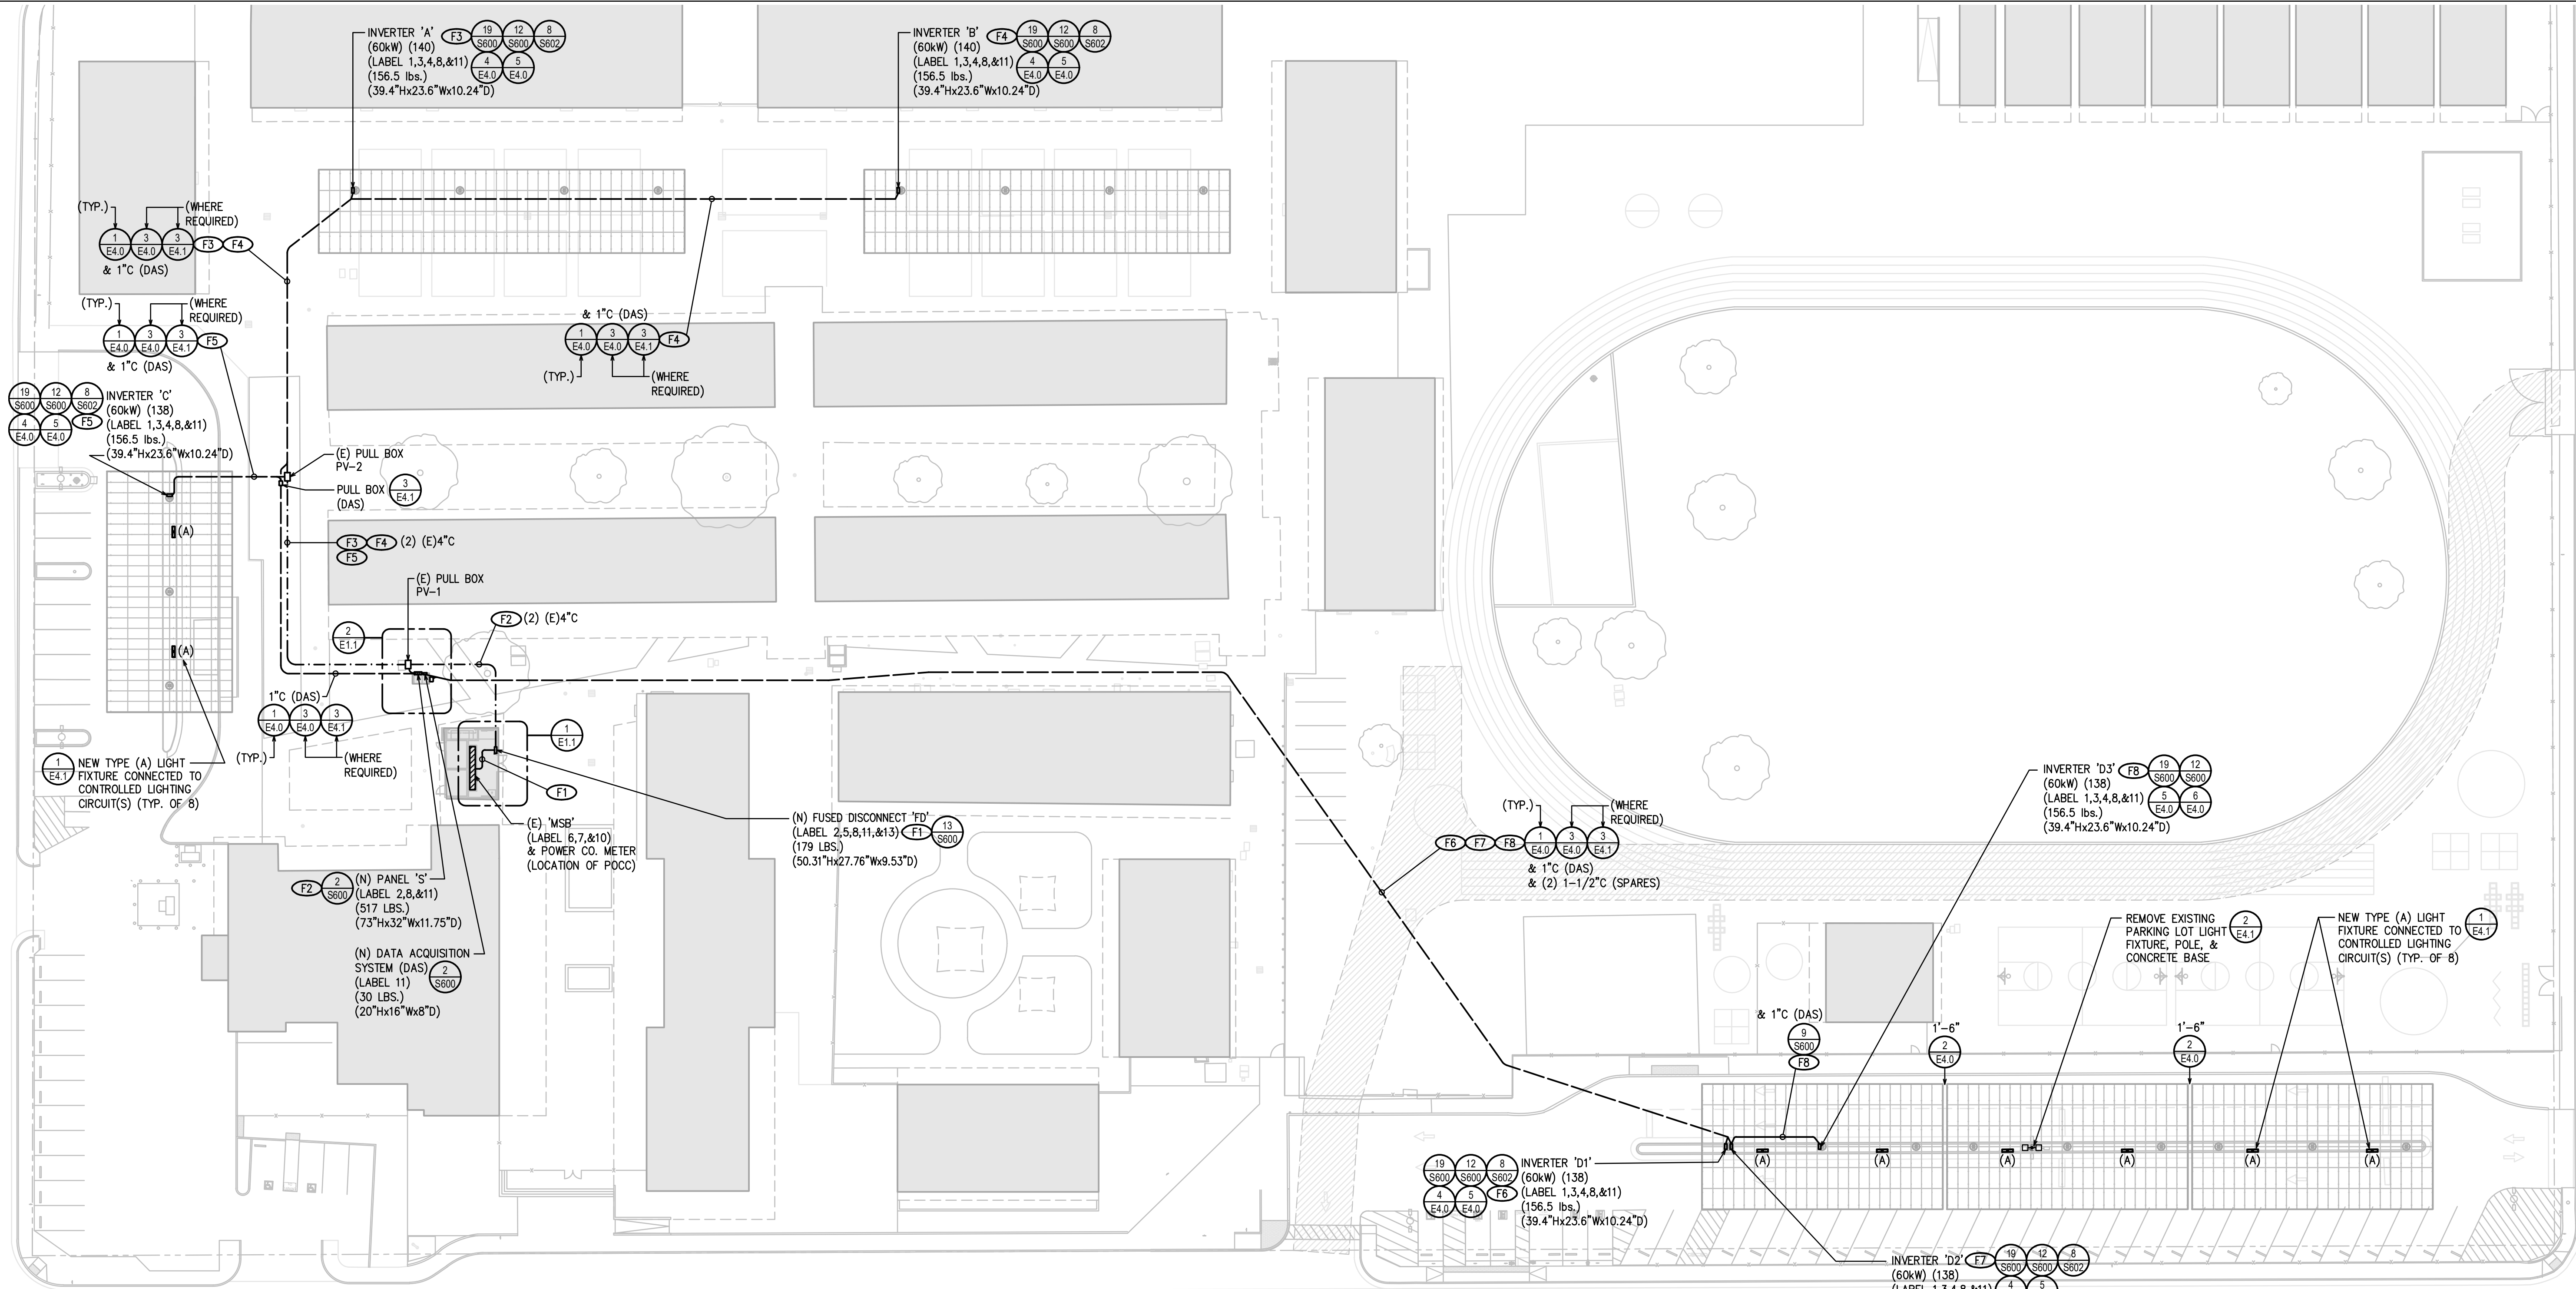 INVERTER 'A' F3 19 12 8
S600 S600 S602
(60kW) (140)
(LABEL 1,3,4,8,&11) 4 5
E4.0 E4.0
(156.5 lbs.)
(39.4"Hx23.6"Wx10.24"D)
INVERTER 'B' F4 19 12 8
S600 S600 S602
(60kW) (140)
(LABEL 1,3,4,8,&11) 4 5
E4.0 E4.0
(156.5 lbs.)
(39.4"Hx23.6"Wx10.24"D)
(TYP.) (WHERE
REQUIRED)
1 3 3 F3 F4
E4.0 E4.0 E4.1
& 1"C (DAS)
(TYP.) (WHERE
REQUIRED)
1 3 3 F5
E4.0 E4.0 E4.1
& 1"C (DAS)
& 1"C (DAS)
1 3 3 F4
E4.0 E4.0 E4.1
(TYP.) (WHERE
REQUIRED)
19 12 8 INVERTER 'C'
S600 S600 S602
(60kW) (138)
4 5 F5 (LABEL 1,3,4,8,&11)
E4.0 E4.0
(156.5 lbs.)
(39.4"Hx23.6"Wx10.24"D)
(E) PULL BOX
PV-2
PULL BOX 3
(DAS) E4.1
(A)
F3 F4 (2) (E)4"C
F5
(E) PULL BOX
PV-1
F2 (2) (E)4"C
2
E1.1
(A)
1"C (DAS)
1 3 3
E4.0 E4.0 E4.1
(TYP.) (WHERE
REQUIRED)
1
E4.1
NEW TYPE (A) LIGHT
FIXTURE CONNECTED TO
CONTROLLED LIGHTING
CIRCUIT(S) (TYP. OF 8)
1
E1.1
F1
(E) 'MSB'
(LABEL 6,7,&10)
& POWER CO. METER
(LOCATION OF POCC)
(N) FUSED DISCONNECT 'FD'
(LABEL 2,5,8,11,&13) F1 13
S600
(179 LBS.)
(50.31"Hx27.76"Wx9.53"D)
F2 2 (N) PANEL 'S'
S600 (LABEL 2,8,&11)
(517 LBS.)
(73"Hx32"Wx11.75"D)
(N) DATA ACQUISITION
SYSTEM (DAS) 2
(LABEL 11) S600
(30 LBS.)
(20"Hx16"Wx8"D)
(TYP.) (WHERE
REQUIRED)
F6 F7 F8 1 3 3
E4.0 E4.0 E4.1
& 1"C (DAS)
& (2) 1-1/2"C (SPARES)
INVERTER 'D3' F8 19 12
S600 S600
(60kW) (138)
(LABEL 1,3,4,8,&11) 5 6
E4.0 E4.0
(156.5 lbs.)
(39.4"Hx23.6"Wx10.24"D)
REMOVE EXISTING
PARKING LOT LIGHT 2
FIXTURE, POLE, & E4.1
CONCRETE BASE
NEW TYPE (A) LIGHT 1
FIXTURE CONNECTED TO E4.1
CONTROLLED LIGHTING
CIRCUIT(S) (TYP. OF 8)
& 1"C (DAS)
9
S600
F8
1'-6"
2
E4.0
1'-6"
2
E4.0
(A) (A) (A) (A) (A) (A)
19 12 8 INVERTER 'D1'
S600 S600 S602
(60kW) (138)
4 5 F6 (LABEL 1,3,4,8,&11)
E4.0 E4.0
(156.5 lbs.)
(39.4"Hx23.6"Wx10.24"D)
INVERTER 'D2' F7 19 12 8
S600 S600 S602
(60kW) (138)
(LABEL 1,3,4,8,&11) 4 5